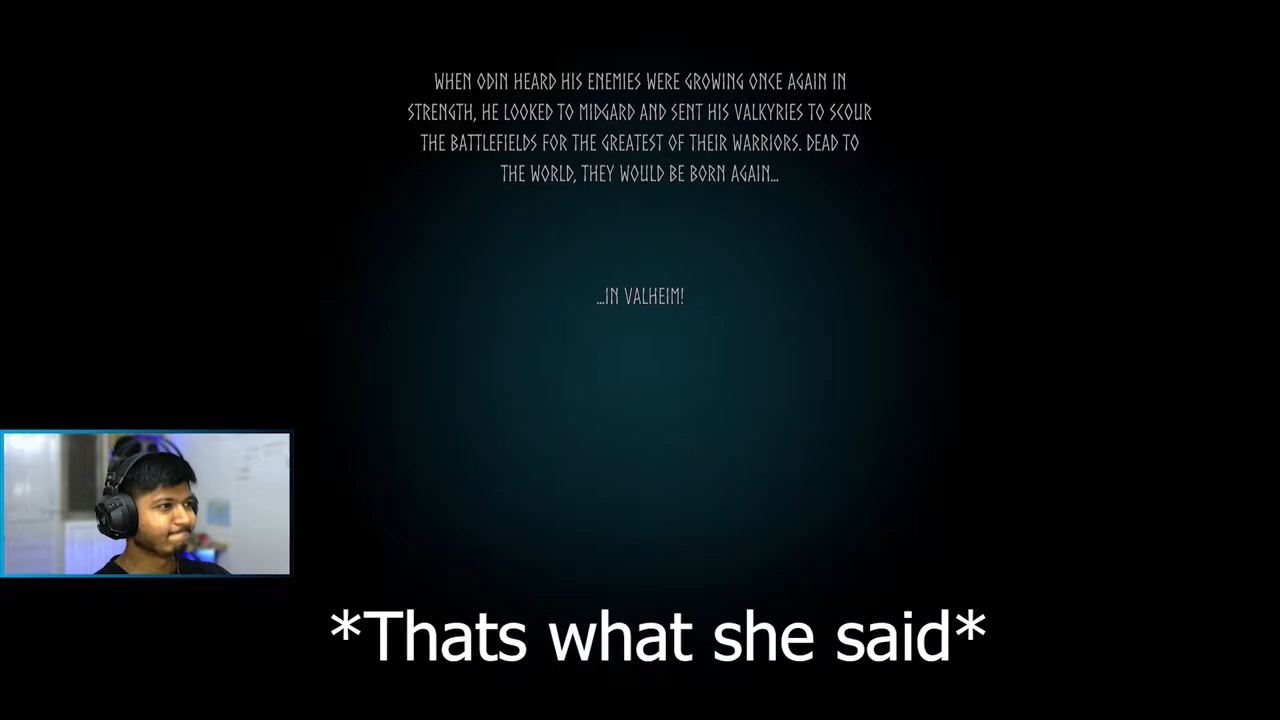 WHEN ODIN HEARD HIS ENEMIES WERE GROWING ONCE AGAIN IN
STRENGTH, HE LOOKED TO MIDGARD AND SENT HIS VALKYRIES TO SCOUR
THE BATTLEFIELDS FOR THE GREATEST OF THEIR WARRIORS. DEAD TO
THE WORLD, THEY WOULD BE BORN AGAIN...
...IN VALHEIM!
*Thats what she said*